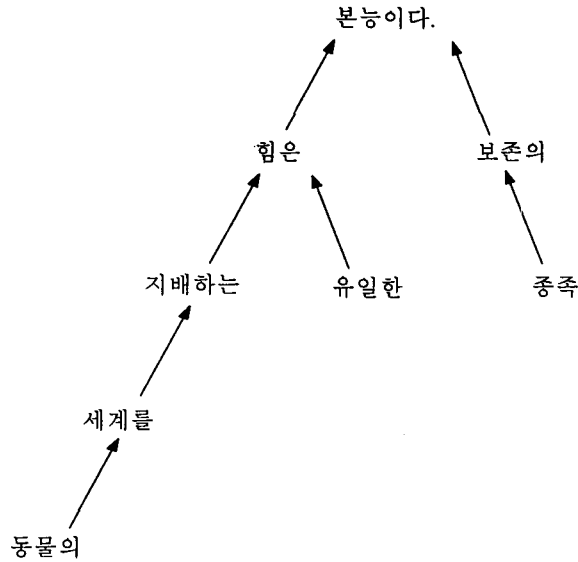 본능이다.
힘은 보존의
지배하는 유일한 종족
세계를
동물의